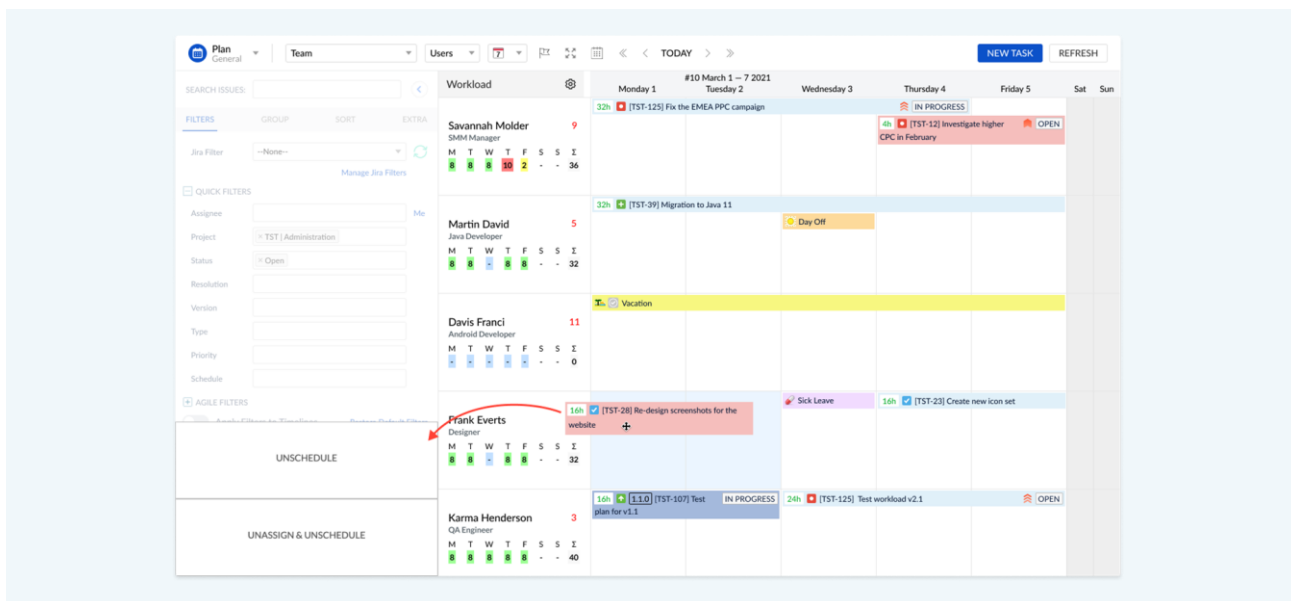 Plan
General
Team
Users
7
TODAY
NEW TASK
REFRESH
SEARCH ISSUES:
FILTERS GROUP SORT EXTRA
Jira Filter --None--
Manage Jira Filters
QUICK FILTERS
Assignee Me
Project × TST | Administration
Status × Open
Resolution
Version
Type
Priority
Schedule
AGILE FILTERS
UNSCHEDULE
UNASSIGN & UNSCHEDULE
Workload
#10 March 1 — 7 2021
Monday 1 Tuesday 2 Wednesday 3 Thursday 4 Friday 5 Sat Sun
Savannah Molder 9
SMM Manager
M T W T F S S Σ
8 8 8 10 2 - - 36
32h [TST-125] Fix the EMEA PPC campaign IN PROGRESS
4h [TST-12] Investigate higher OPEN
CPC in February
Martin David 5
Java Developer
M T W T F S S Σ
8 8 - 8 8 - - 32
32h [TST-39] Migration to Java 11
Day Off
Davis Franci 11
Android Developer
M T W T F S S Σ
- - - - - - - 0
Vacation
Frank Everts
Designer
M T W T F S S Σ
8 8 - 8 8 - - 32
16h [TST-28] Re-design screenshots for the
website
Sick Leave
16h [TST-23] Create new icon set
Karma Henderson 3
QA Engineer
M T W T F S S Σ
8 8 8 8 8 - - 40
16h 1.1.0 [TST-107] Test IN PROGRESS
plan for v1.1
24h [TST-125] Test workload v2.1 OPEN